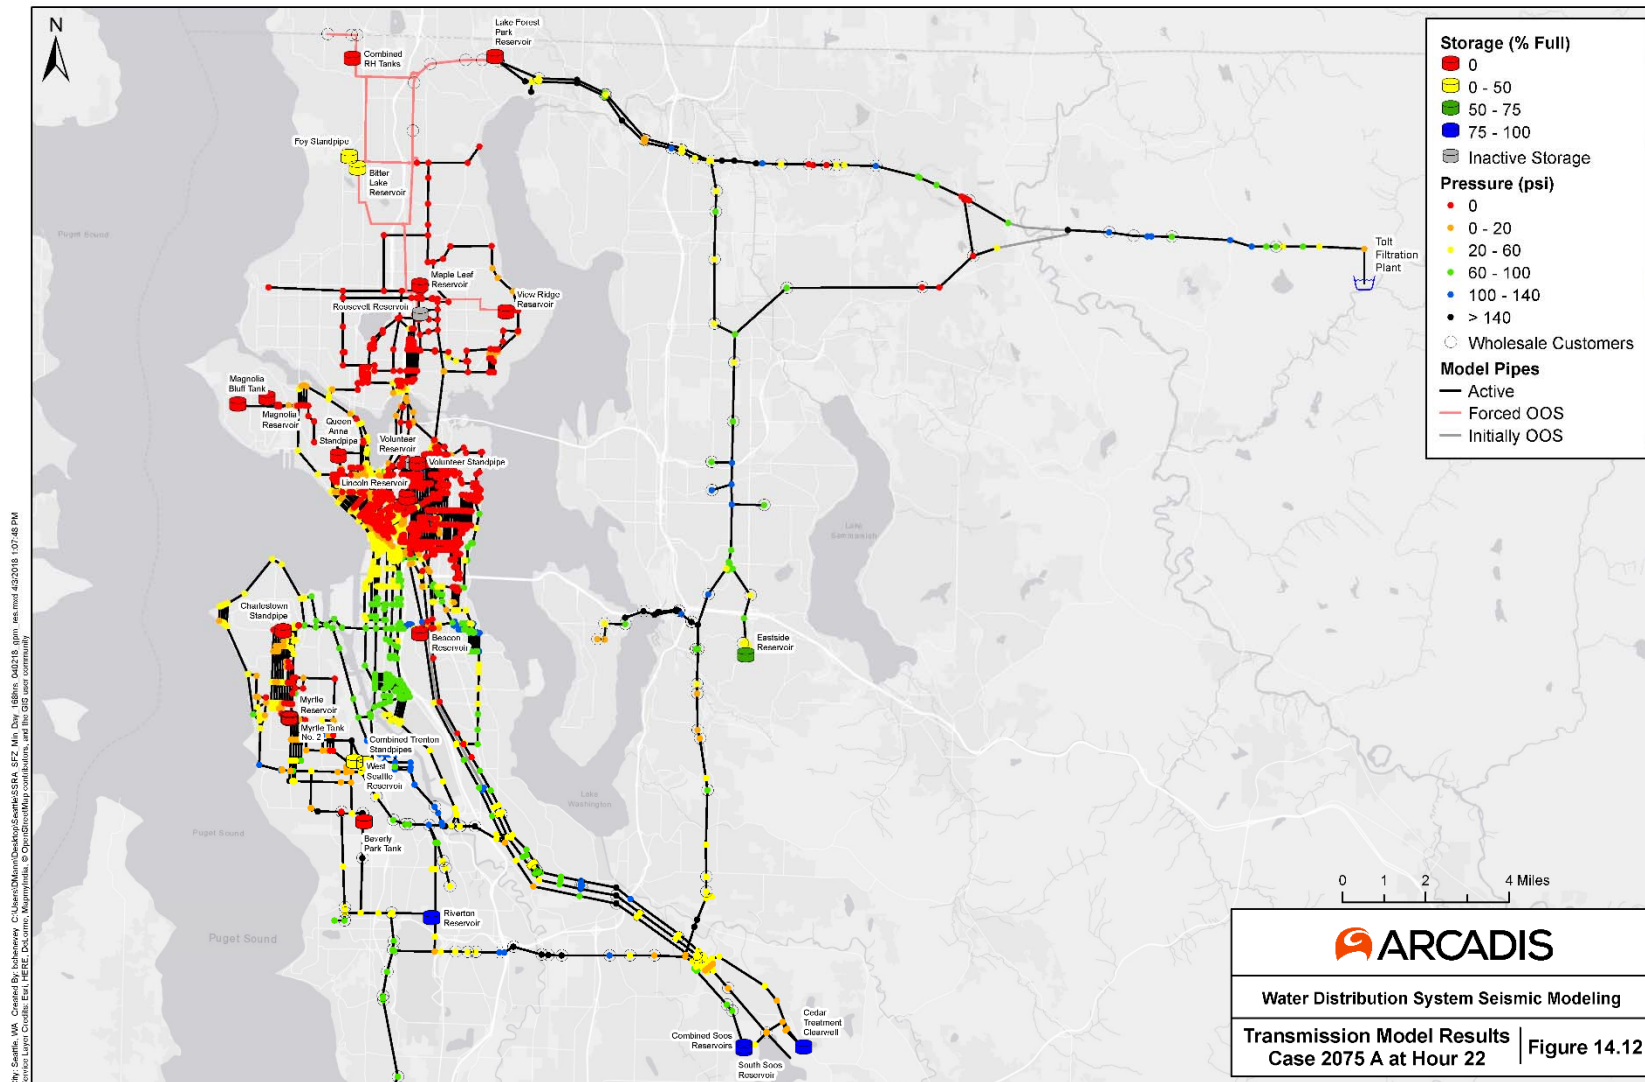 N
Lake Forest
Park
Reservoir
Combined
RH Tanks
Foy Standpipe
Bitter
Lake
Reservoir
Puget Sound
Maple Leaf
Reservoir
Roosevelt Reservoir
View Ridge
Reservoir
Magnolia
Bluff Tank
Magnolia
Reservoir
Queen
Anne
Standpipe
Volunteer
Reservoir
Volunteer Standpipe
Lincoln Reservoir
Lake
Sammamish
Charlestown
Standpipe
Beacon
Reservoir
Eastside
Reservoir
Myrtle
Reservoir
Myrtle Tank
No. 2
Combined Trenton
Standpipes
West
Seattle
Reservoir
Lake
Washington
Puget Sound
Beverly
Park Tank
Riverton
Reservoir
Puget Sound
Combined Soos
Reservoirs
South Soos
Reservoir
Cedar
Treatment
Clearwell
Tolt
Filtration
Plant
Storage (% Full)
0
0 - 50
50 - 75
75 - 100
Inactive Storage
Pressure (psi)
0
0 - 20
20 - 60
60 - 100
100 - 140
> 140
Wholesale Customers
Model Pipes
Active
Forced OOS
Initially OOS
0 1 2 4 Miles
ARCADIS
Water Distribution System Seismic Modeling
Transmission Model Results
Case 2075 A at Hour 22
Figure 14.12